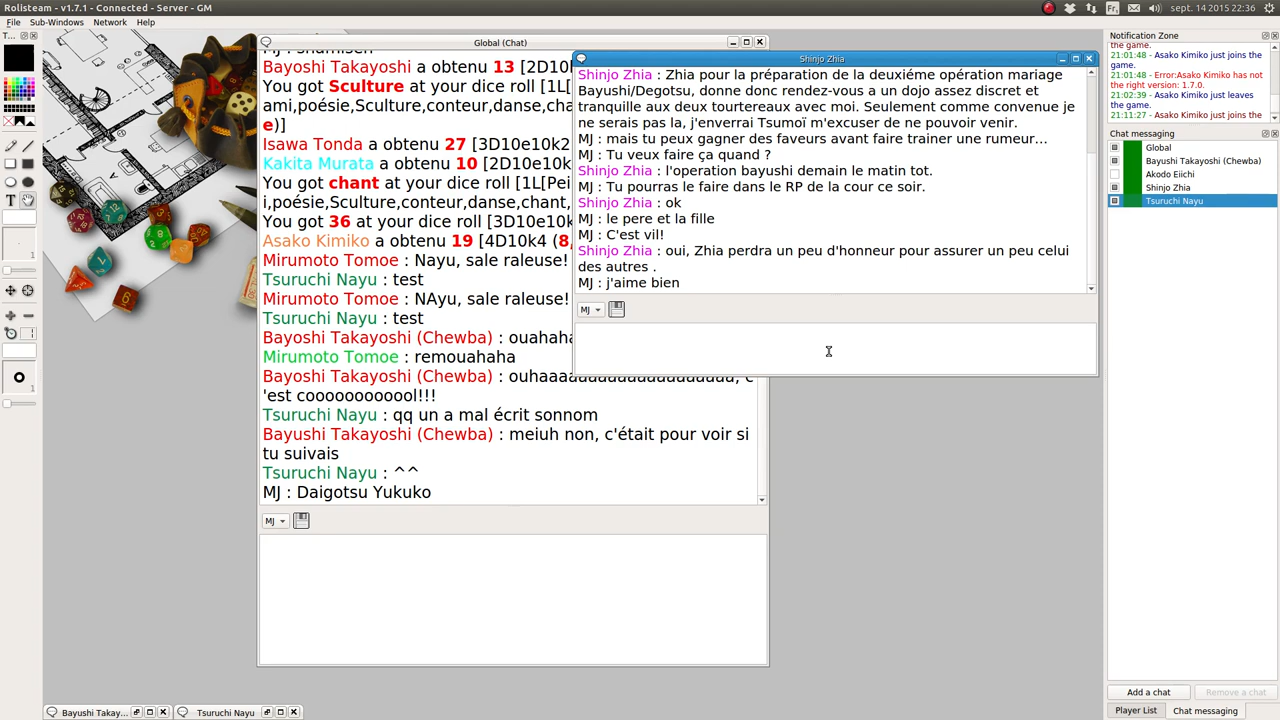 Rollisteam - v1.7.1 - Connected - Server - GM
Fr,
sept. 14 2015 22:36
File Sub-Windows Network Help
T...
1
1
1
Global (Chat)
MJ : shamisen
Bayoshi Takayoshi a obtenu 13 [2D10
You got Sculpture at your dice roll [1L[
ami,poésie,Sculture,conteur,danse,cha
e)]
Isawa Tonda a obtenu 27 [3D10e10k2
Kakita Murata a obtenu 10 [2D10e10k
You got chant at your dice roll [1L[Pei
i,poésie,Sculture,conteur,danse,chant,
You got 36 at your dice roll [3D10e10k
Asako Kimiko a obtenu 19 [4D10k4 (8,
Mirumoto Tomoe : Nayu, sale raleuse!
Tsuruchi Nayu : test
Mirumoto Tomoe : NAyu, sale raleuse!
Tsuruchi Nayu : test
Bayoshi Takayoshi (Chewba) : ouahaha
Mirumoto Tomoe : remouahaha
Bayoshi Takayoshi (Chewba) : ouhaaaaaaaaaaaaaaaaaaaaa, c
'est cooooooooool!!!
Tsuruchi Nayu : qq un a mal écrit sonnom
Bayushi Takayoshi (Chewba) : meiuh non, c'était pour voir si
tu suivais
Tsuruchi Nayu : ^^
MJ : Daigotsu Yukuko
MJ
Shinjo Zhia
Shinjo Zhia : Zhia pour la préparation de la deuxiéme opération mariage
Bayushi/Degotsu, donne donc rendez-vous a un dojo assez discret et
tranquille aux deux tourtereaux avec moi. Seulement comme convenue je
ne serais pas la, j'enverrai Tsumoï m'excuser de ne pouvoir venir.
MJ : mais tu peux gagner des faveurs avant faire trainer une rumeur...
MJ : Tu veux faire ça quand ?
Shinjo Zhia : l'operation bayushi demain le matin tot.
MJ : Tu pourras le faire dans le RP de la cour ce soir.
Shinjo Zhia : ok
MJ : le pere et la fille
MJ : C'est vil!
Shinjo Zhia : oui, Zhia perdra un peu d'honneur pour assurer un peu celui
des autres .
MJ : j'aime bien
MJ
Notification Zone
the game.
21:01:48 - Asako Kimiko just joins the
game.
21:01:48 - Error:Asako Kimiko has not
the right version: 1.7.0.
21:02:39 - Asako Kimiko just leaves
the game.
21:11:27 - Asako Kimiko just joins the
Chat messaging
Global
Bayushi Takayoshi (Chewba)
Akodo Eiichi
Shinjo Zhia
Tsuruchi Nayu
Add a chat
Remove a chat
Player List
Chat messaging
Bayushi Takay...
Tsuruchi Nayu